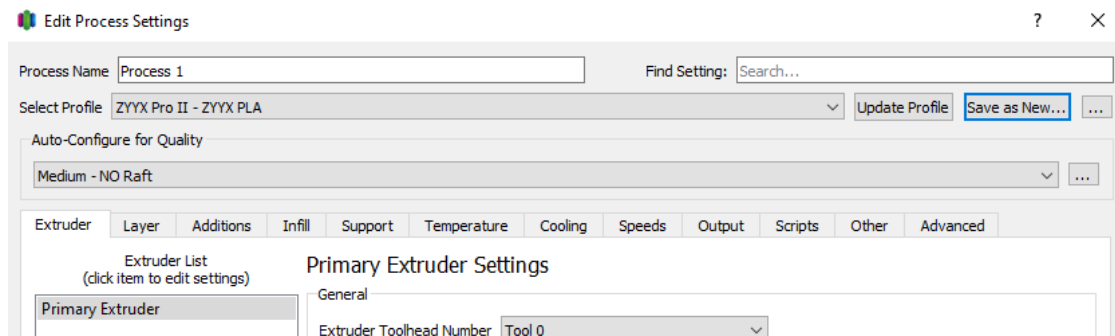 Edit Process Settings ? ×
Process Name Process 1 Find Setting: Search...
Select Profile ZYYX Pro II - ZYYX PLA Update Profile Save as New... ...
Auto-Configure for Quality
Medium - NO Raft ...
Extruder Layer Additions Infill Support Temperature Cooling Speeds Output Scripts Other Advanced
Extruder List
(click item to edit settings)
Primary Extruder
Primary Extruder Settings
General
Extruder Toolhead Number Tool 0